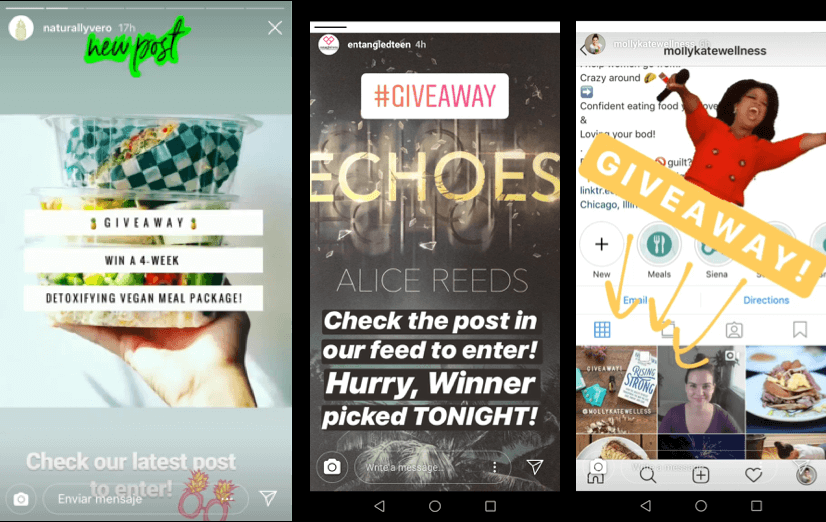 naturallyvero 17h
new post
GIVEAWAY
WIN A 4-WEEK
DETOXIFYING VEGAN MEAL PACKAGE!
Check our latest post
to enter!
Enviar mensaje
entangledteen 4h
#GIVEAWAY
ECHOES
ALICE REEDS
Check the post in
our feed to enter!
Hurry, Winner
picked TONIGHT!
Write a message...
mollykatewellness
mollykatewellness
Crazy around
Confident eating food
&
Loving your bod!
guilt?
Chicago,
GIVEAWAY!
New
Meals
Siena
Email
Directions
GIVEAWAY!
RISING
STRONG
@MOLLYKATEWELLNESS
Write a message...